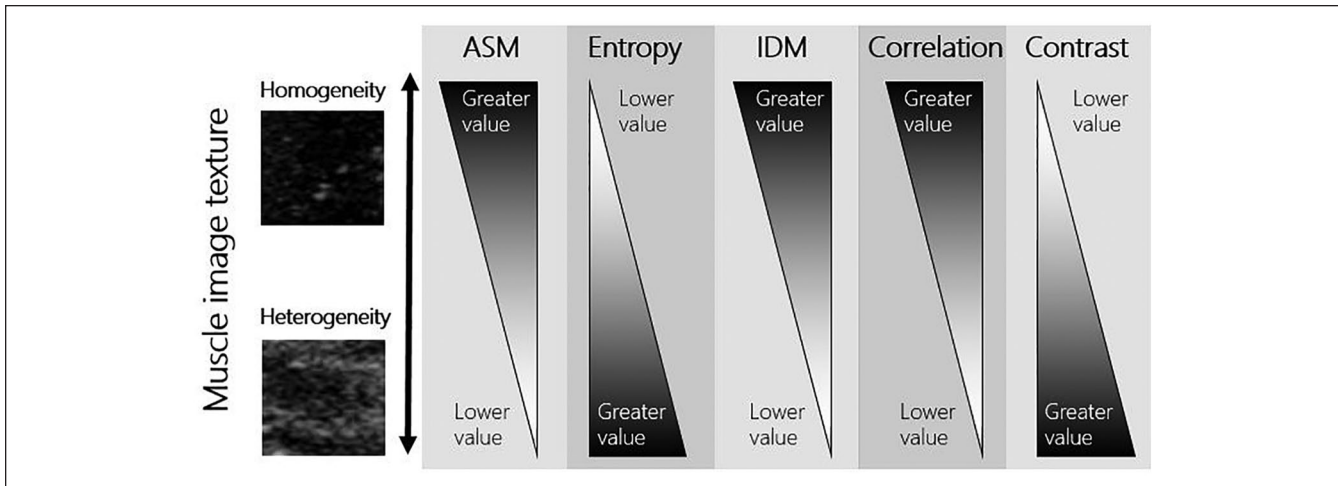 ASM
Entropy
IDM
Correlation
Contrast
Muscle image texture
Homogeneity
Heterogeneity
Greater
value
Lower
value
Greater
value
Greater
value
Lower
value
Lower
value
Greater
value
Lower
value
Lower
value
Greater
value